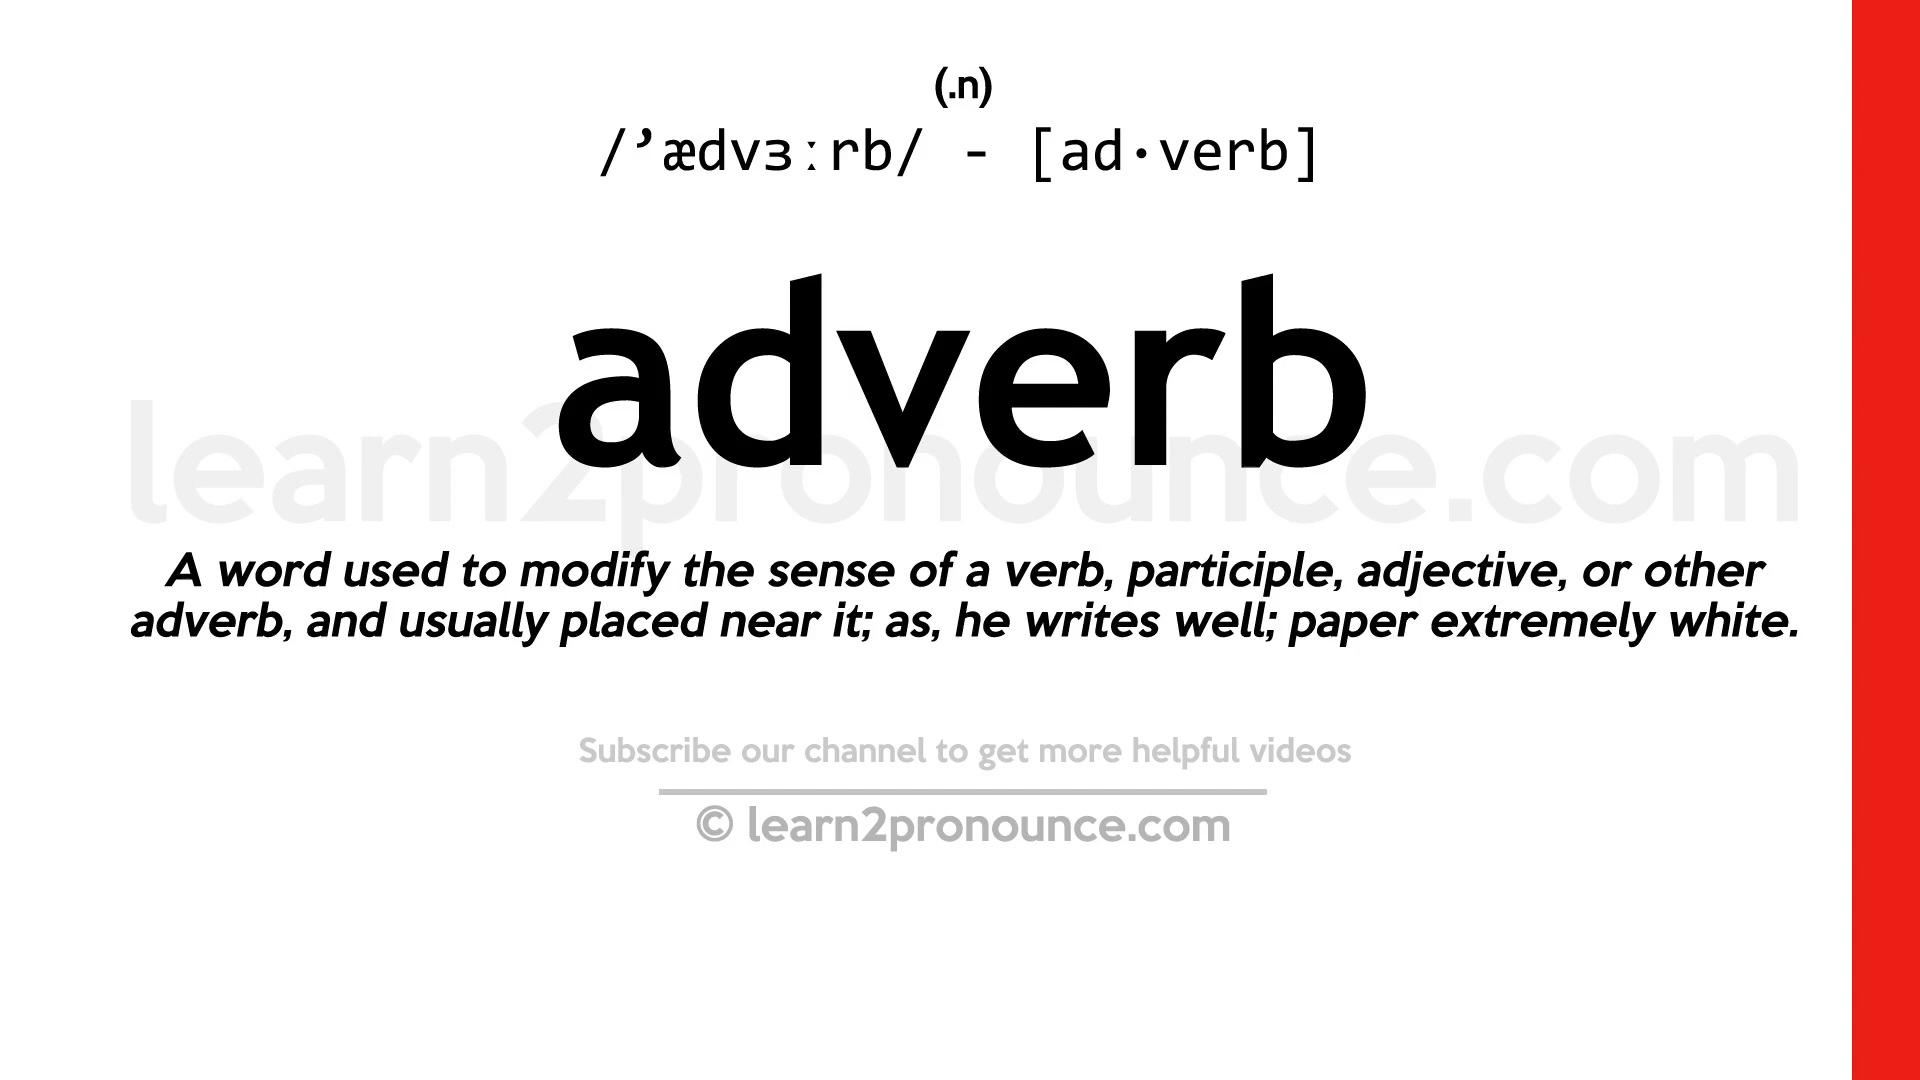 (.n)
/’ædvɜːrb/ - [ad·verb]
adverb
learn2pronounce.com
A word used to modify the sense of a verb, participle, adjective, or other
adverb, and usually placed near it; as, he writes well; paper extremely white.
Subscribe our channel to get more helpful videos
© learn2pronounce.com